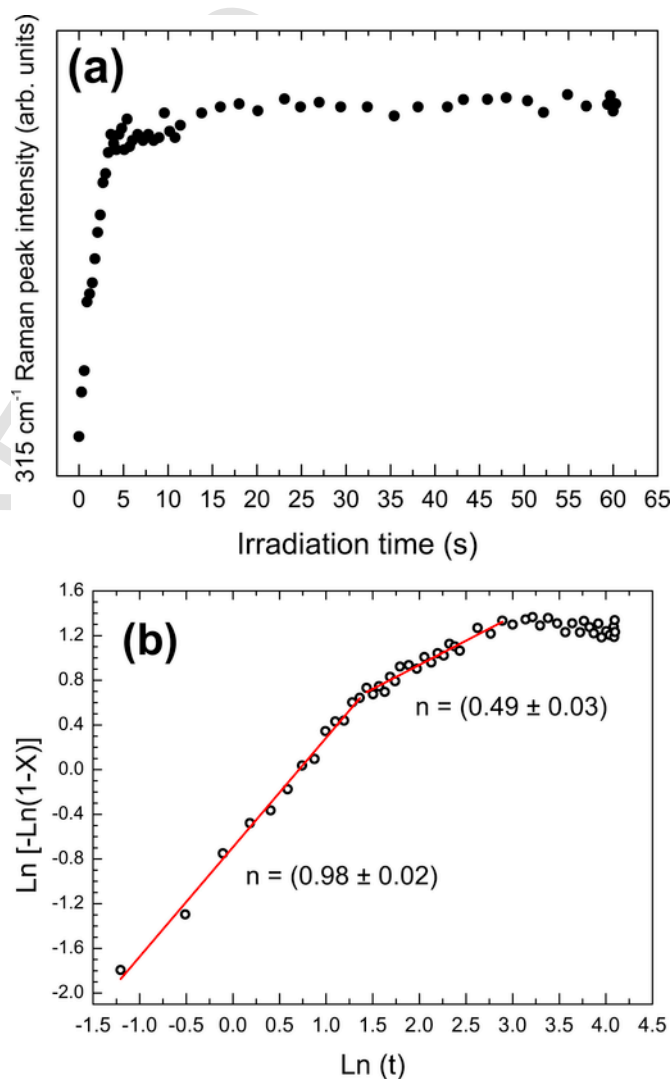 (a)
315 cm⁻¹ Raman peak intensity (arb. units)
0 5 10 15 20 25 30 35 40 45 50 55 60 65
Irradiation time (s)
(b)
1.6
1.2
0.8
0.4
0.0
-0.4
-0.8
-1.2
-1.6
-2.0
Ln [-Ln(1-X)]
n = (0.49 ± 0.03)
n = (0.98 ± 0.02)
-1.5 -1.0 -0.5 0.0 0.5 1.0 1.5 2.0 2.5 3.0 3.5 4.0 4.5
Ln (t)